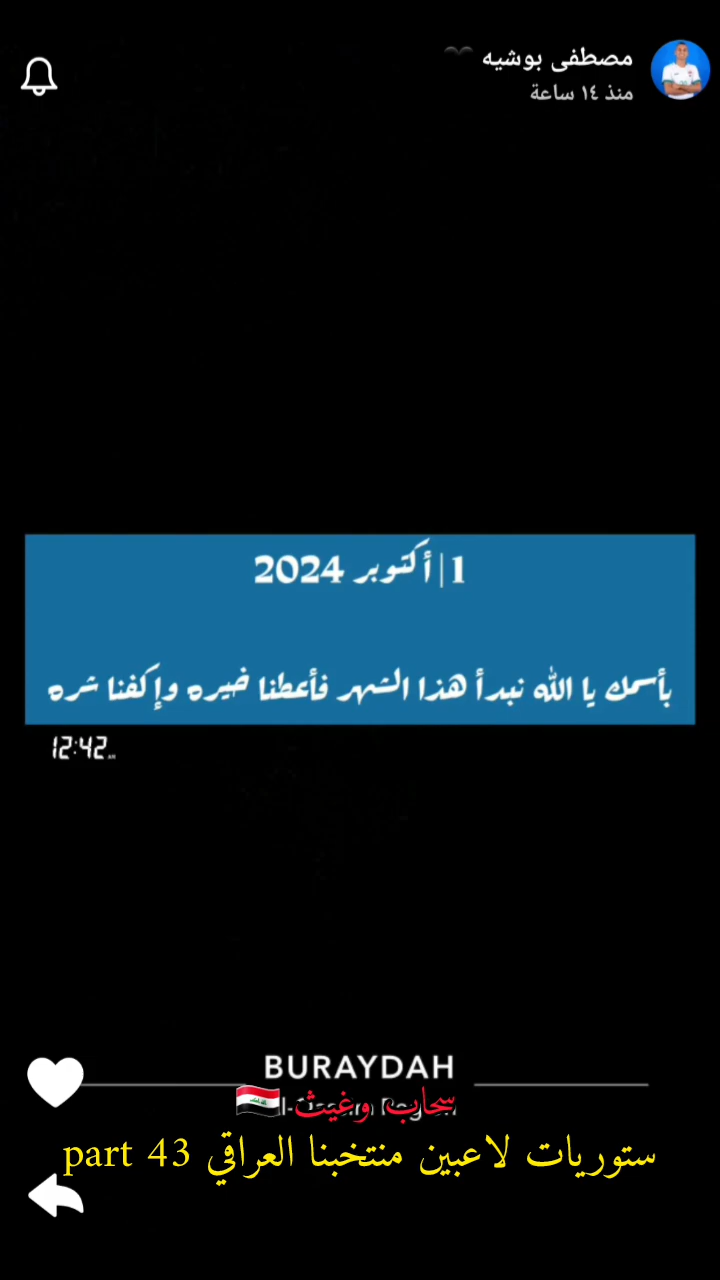 مصطفى بوشيه
منذ ١٤ ساعة
1|أكتوبر 2024
بأسمك يا الله نبدأ هذا الشهر فأعطنا خيره وإكفنا شره
12:42 AM
BURAYDAH
سحاب وغيث
ستوريات لاعبين منتخبنا العراقي part 43